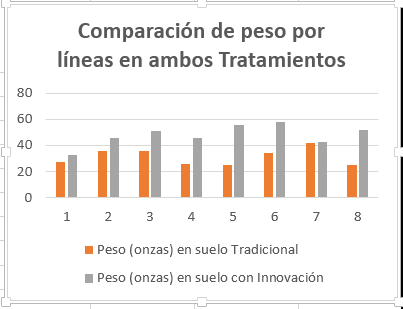 Comparación de peso por
líneas en ambos Tratamientos
80
60
40
20
0
1 2 3 4 5 6 7 8
Peso (onzas) en suelo Tradicional
Peso (onzas) en suelo con Innovación